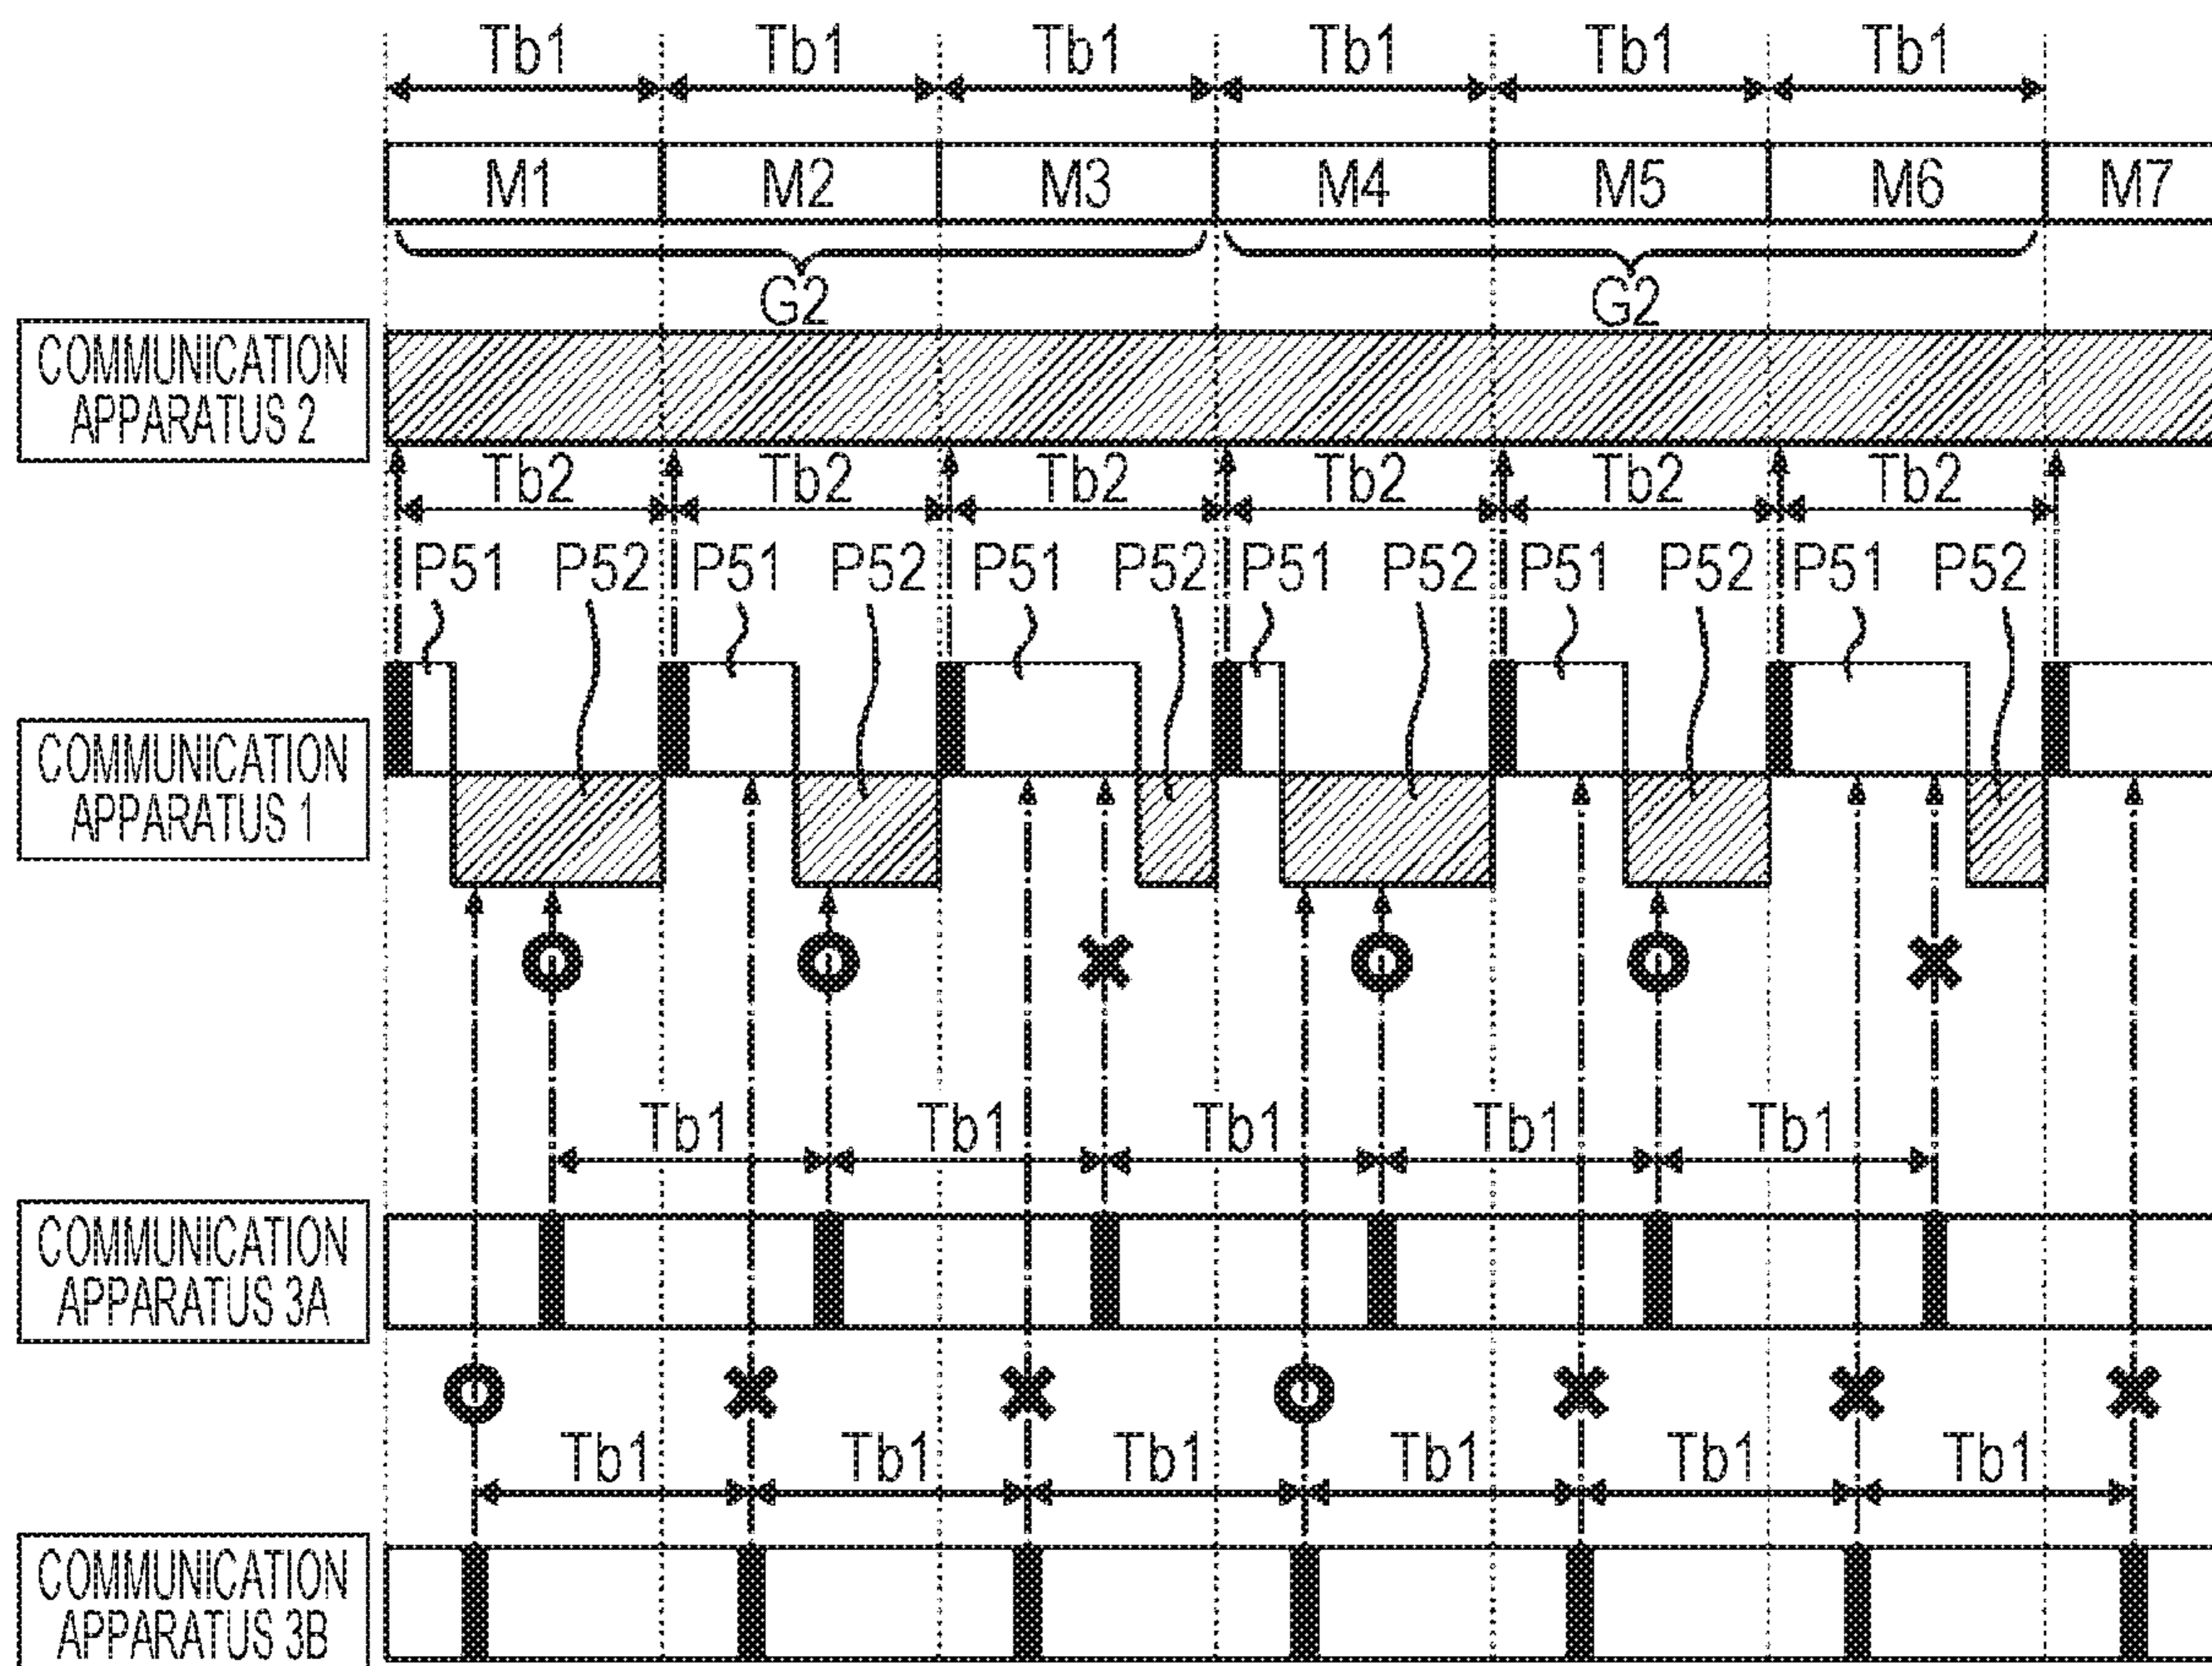 Tb1 Tb1 Tb1 Tb1 Tb1 Tb1
M1 M2 M3 M4 M5 M6 M7
G2 G2
COMMUNICATION
APPARATUS 2
Tb2 Tb2 Tb2 Tb2 Tb2 Tb2
P51 P52 P51 P52 P51 P52 P51 P52 P51 P52 P51 P52
COMMUNICATION
APPARATUS 1
Tb1 Tb1 Tb1 Tb1 Tb1
COMMUNICATION
APPARATUS 3A
Tb1 Tb1 Tb1 Tb1 Tb1 Tb1
COMMUNICATION
APPARATUS 3B